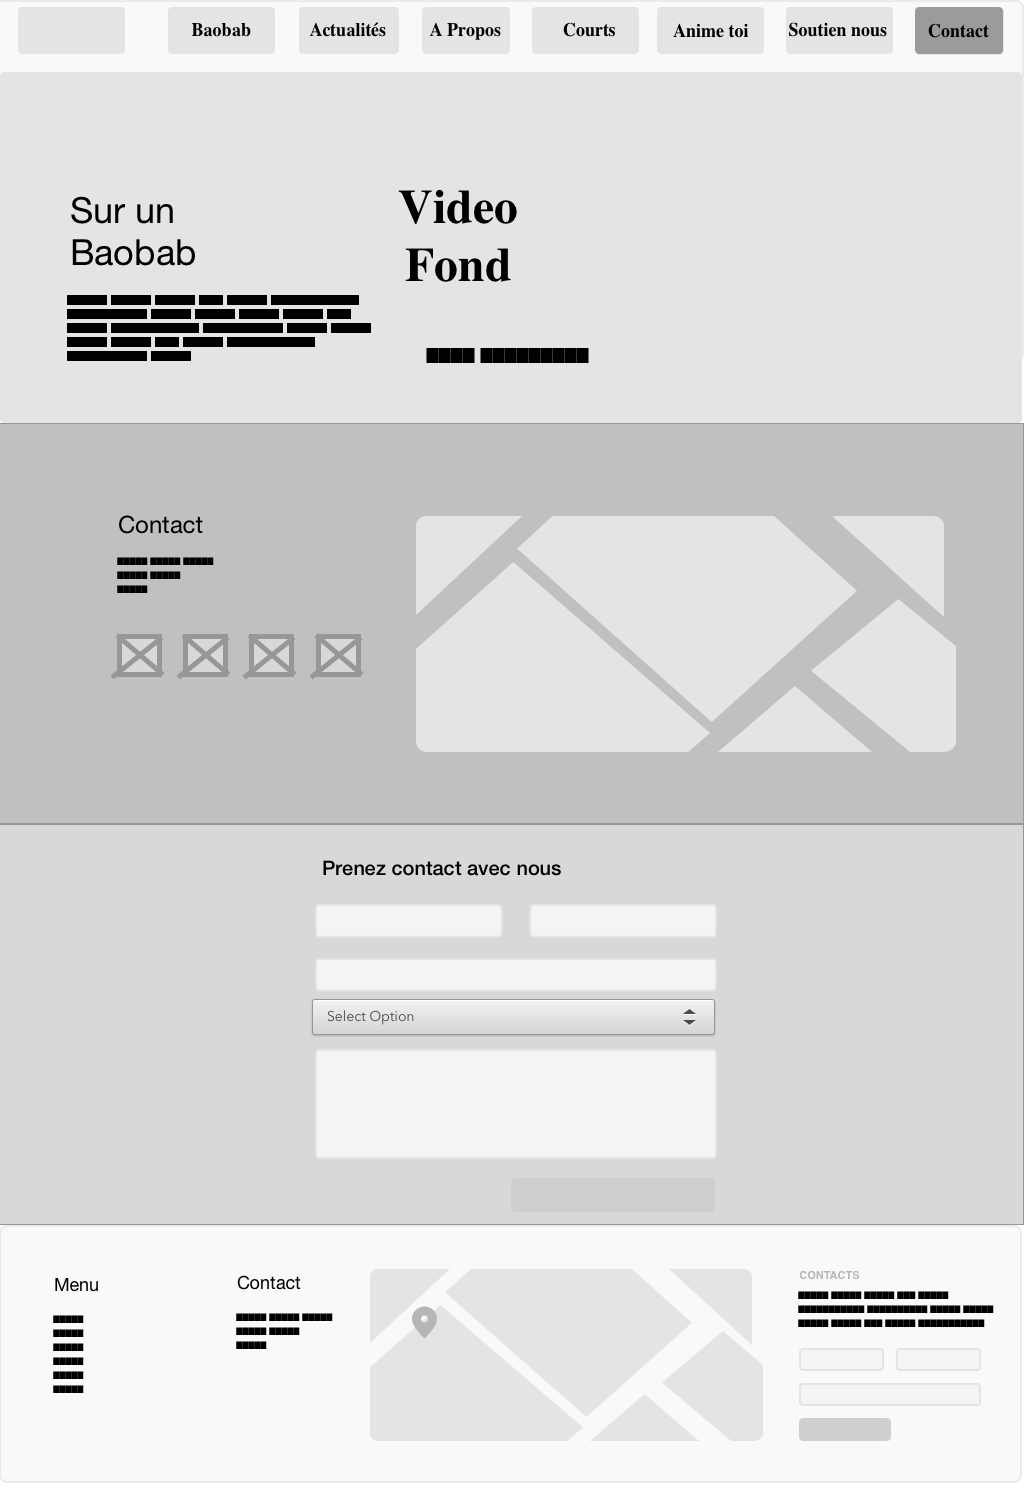 Baobab
Actualités
A Propos
Courts
Anime toi
Soutien nous
Contact
Sur un
Baobab
Video
Fond
Contact
Prenez contact avec nous
Select Option
Menu
Contact
CONTACTS